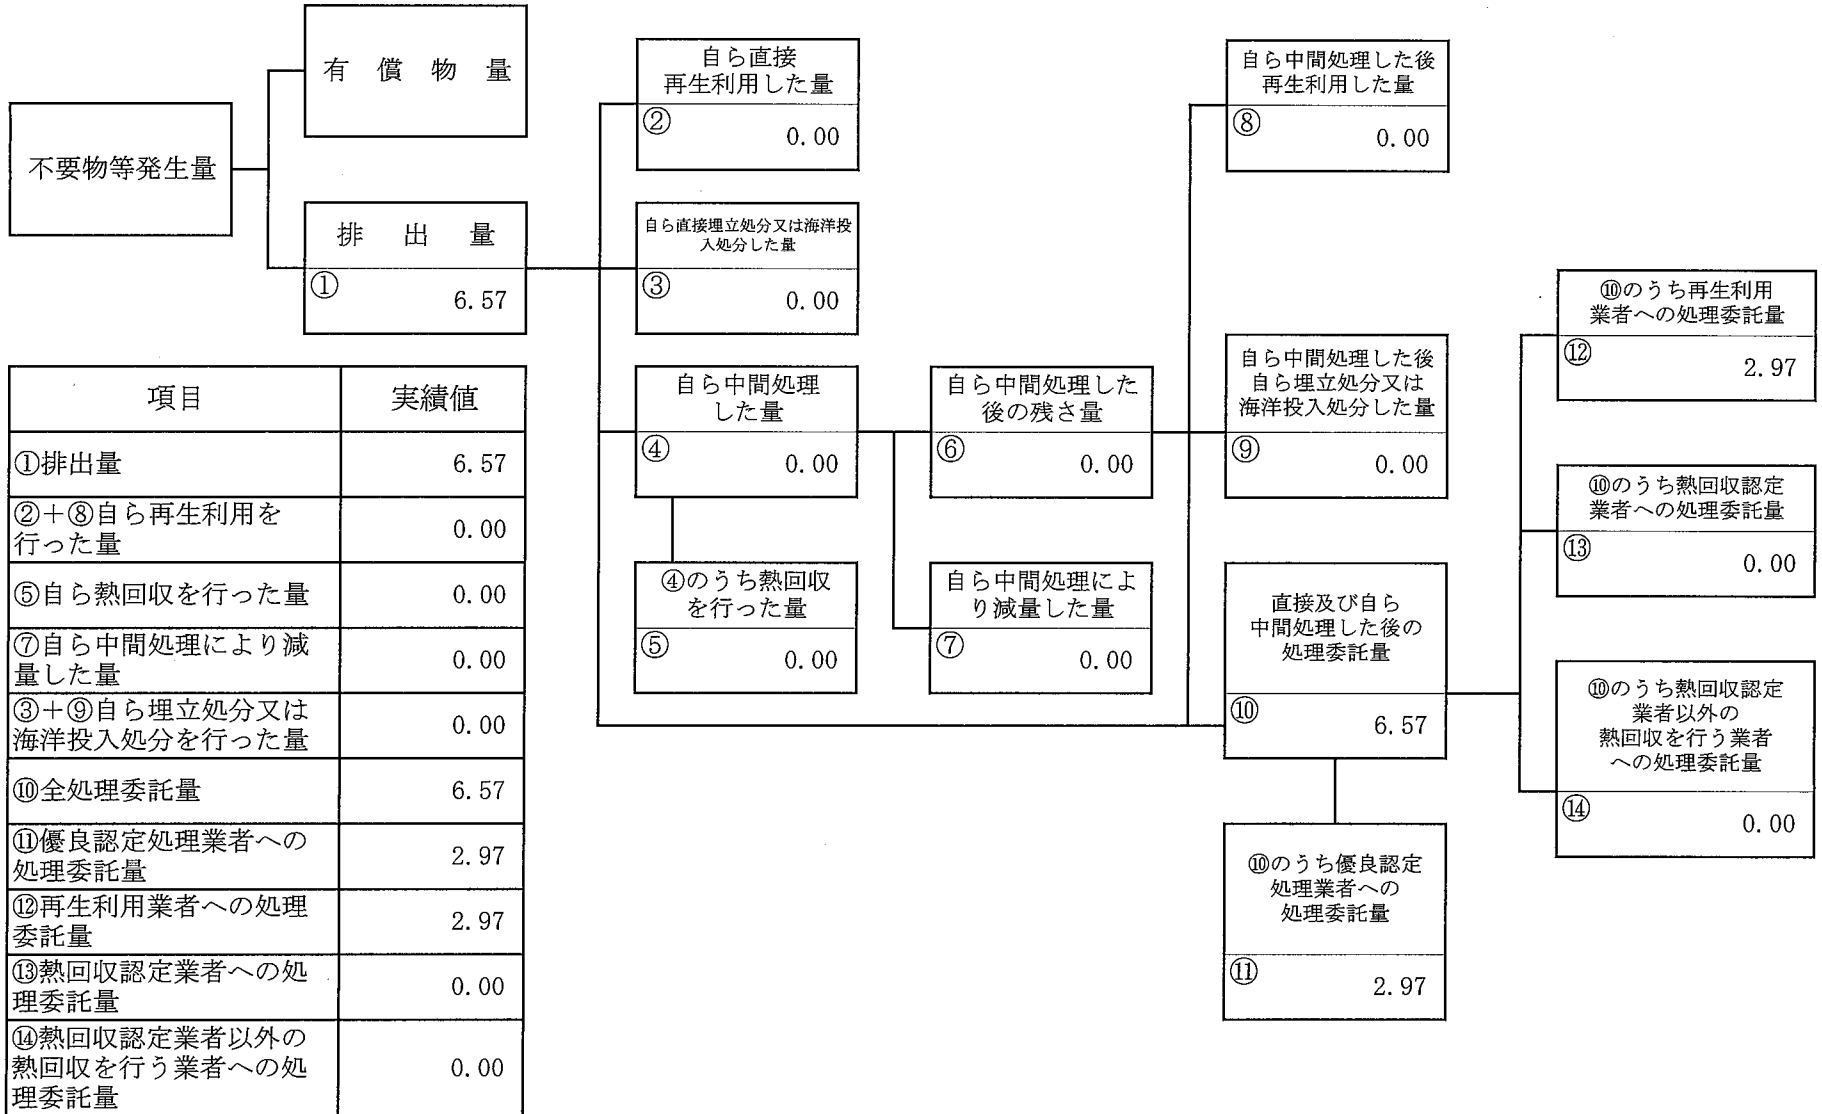 有　償　物　量
不要物等発生量
排　出　量
①
6.57
自ら直接
再生利用した量
②
0.00
自ら直接埋立処分又は海洋投
入処分した量
③
0.00
自ら中間処理
した量
④
0.00
④のうち熱回収
を行った量
⑤
0.00
自ら中間処理した
後の残さ量
⑥
0.00
自ら中間処理によ
り減量した量
⑦
0.00
自ら中間処理した後
再生利用した量
⑧
0.00
自ら中間処理した後
自ら埋立処分又は
海洋投入処分した量
⑨
0.00
直接及び自ら
中間処理した後の
処理委託量
⑩
6.57
⑩のうち優良認定
処理業者への
処理委託量
⑪
2.97
⑩のうち再生利用
業者への処理委託量
⑫
2.97
⑩のうち熱回収認定
業者への処理委託量
⑬
0.00
⑩のうち熱回収認定
業者以外の
熱回収を行う業者
への処理委託量
⑭
0.00
項目　実績値
①排出量　6.57
②＋⑧自ら再生利用を
行った量　0.00
⑤自ら熱回収を行った量　0.00
⑦自ら中間処理により減
量した量　0.00
③＋⑨自ら埋立処分又は
海洋投入処分を行った量　0.00
⑩全処理委託量　6.57
⑪優良認定処理業者への
処理委託量　2.97
⑫再生利用業者への処理
委託量　2.97
⑬熱回収認定業者への処
理委託量　0.00
⑭熱回収認定業者以外の
熱回収を行う業者への処
理委託量　0.00